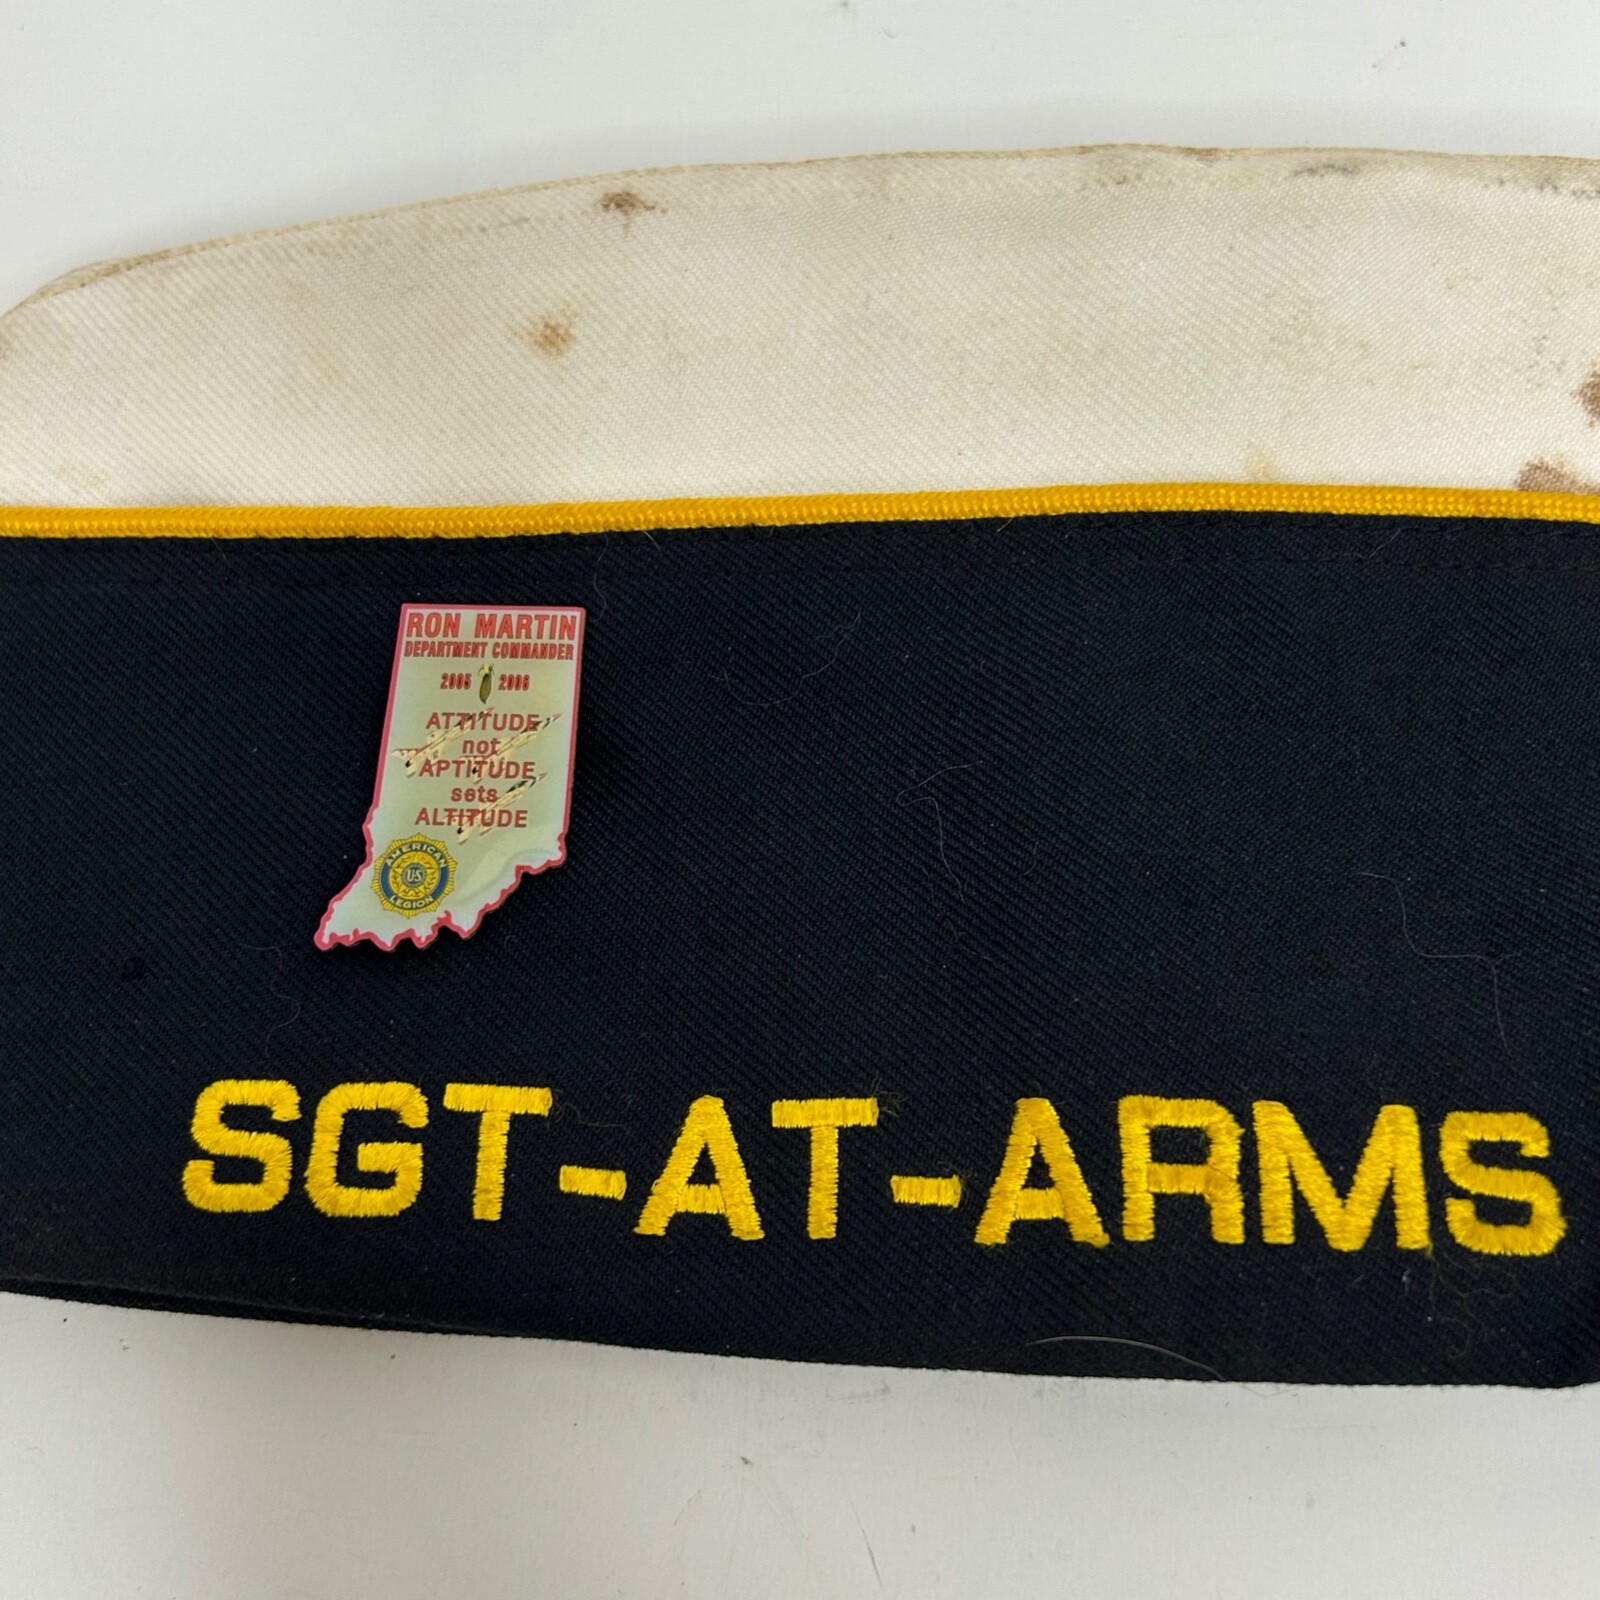 RON MARTIN
DEPARTMENT COMMANDER
2005 2006
ATTITUDE
not
APTITUDE
sets
ALTITUDE
AMERICAN
U.S
LEGION
SGT-AT-ARMS